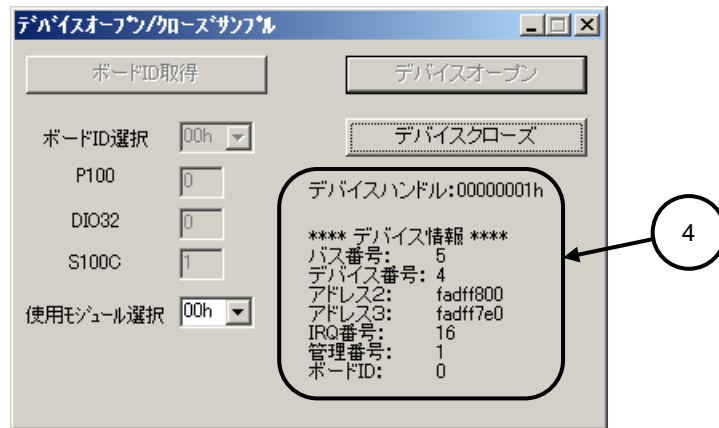 デバイスオープン/クローズサンプル
ボードID取得
デバイスオープン
ボードID選択 00h
デバイスクローズ
P100 0
DIO32 0
S100C 1
使用モジュール選択 00h
デバイスハンドル:00000001h
**** デバイス情報 ****
バス番号: 5
デバイス番号: 4
アドレス2: fadff800
アドレス3: fadff7e0
IRQ番号: 16
管理番号: 1
ボードID: 0
4